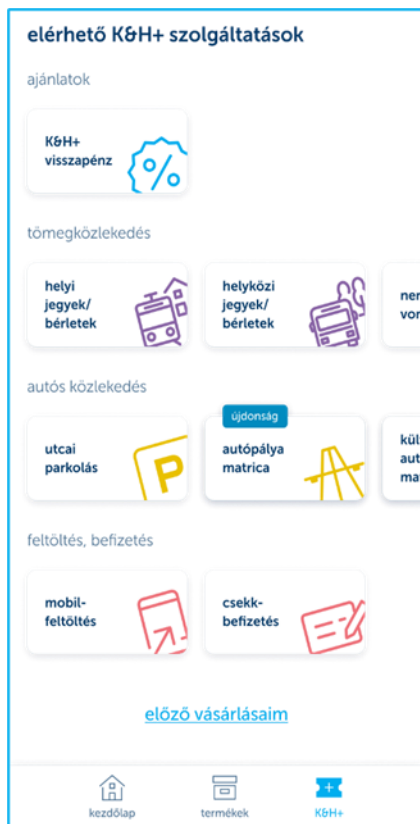 elérhető K&H+ szolgáltatások
ajánlatok
K&H+
visszapénz
%
tömegközlekedés
helyi
jegyek/
bérletek
helyközi
jegyek/
bérletek
autós közlekedés
utcai
parkolás
P
újdonság
autópálya
matrica
feltöltés, befizetés
mobil-
feltöltés
csekk-
befizetés
előző vásárlásaim
kezdőlap
termékek
K&H+